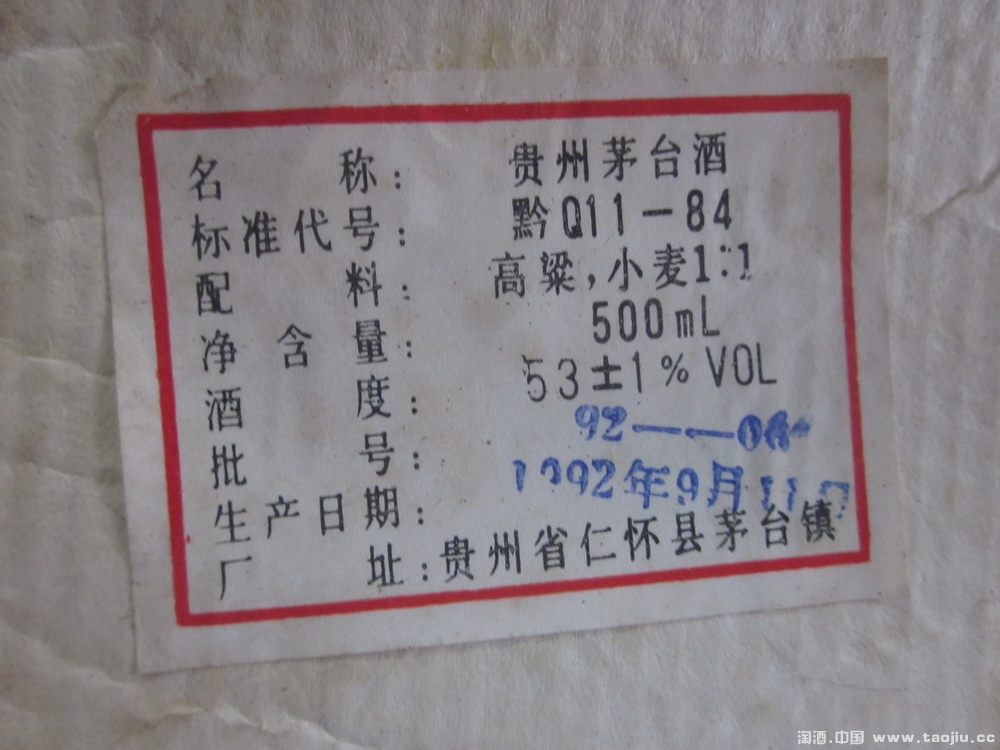 名称：贵州茅台酒
标准代号：黔Q11-84
配料：高粱,小麦1:1
净含量：500mL
酒度：53±1%VOL
批号：92——06
生产日期：1992年9月11日
厂址：贵州省仁怀县茅台镇
淘酒.中国 www.taojiu.cc